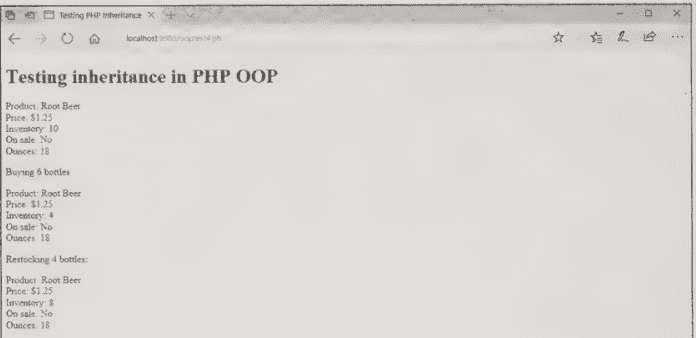 Testing PHP Inheritance
localhost
Testing inheritance in PHP OOP
Product: Root Beer
Price: $1.25
Inventory: 10
On sale: No
Ounces: 18
Buying 6 bottles
Product: Root Beer
Price: $1.25
Inventory: 4
On sale: No
Ounces: 18
Restocking 4 bottles:
Product: Root Beer
Price: $1.25
Inventory: 8
On sale: No
Ounces: 18